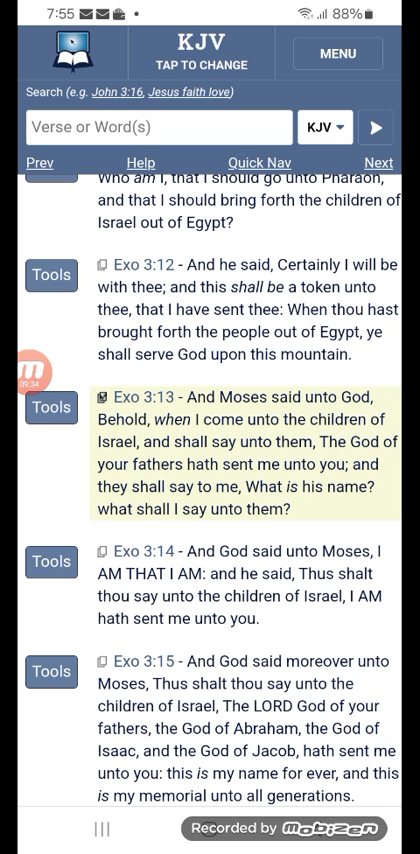 7:55
88%
KJV
TAP TO CHANGE
MENU
Search (e.g. John 3:16, Jesus faith love)
Verse or Word(s)
KJV
Prev Help Quick Nav Next
Who am I, that I should go unto Pharaoh,
and that I should bring forth the children of
Israel out of Egypt?
Tools
Exo 3:12 - And he said, Certainly I will be
with thee; and this shall be a token unto
thee, that I have sent thee: When thou hast
brought forth the people out of Egypt, ye
shall serve God upon this mountain.
09:34
Tools
Exo 3:13 - And Moses said unto God,
Behold, when I come unto the children of
Israel, and shall say unto them, The God of
your fathers hath sent me unto you; and
they shall say to me, What is his name?
what shall I say unto them?
Tools
Exo 3:14 - And God said unto Moses, I
AM THAT I AM: and he said, Thus shalt
thou say unto the children of Israel, I AM
hath sent me unto you.
Tools
Exo 3:15 - And God said moreover unto
Moses, Thus shalt thou say unto the
children of Israel, The LORD God of your
fathers, the God of Abraham, the God of
Isaac, and the God of Jacob, hath sent me
unto you: this is my name for ever, and this
is my memorial unto all generations.
Recorded by mobizen